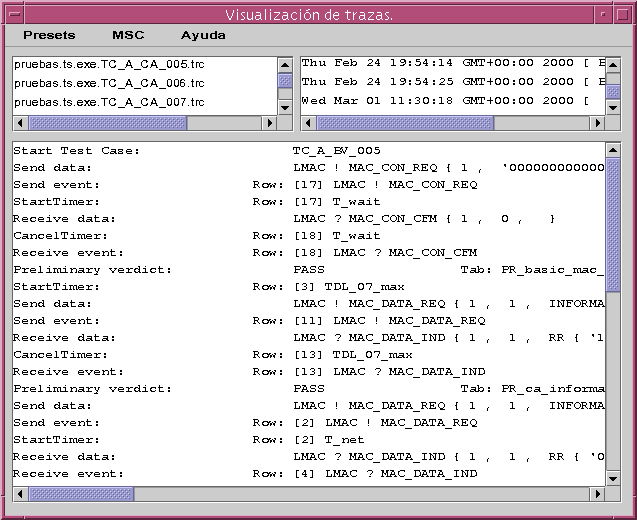 Visualización de trazas.
Presets MSC Ayuda
pruebas.ts.exe.TC_A_CA_005.trc
pruebas.ts.exe.TC_A_CA_006.trc
pruebas.ts.exe.TC_A_CA_007.trc
Thu Feb 24 19:54:14 GMT+00:00 2000 [ E
Thu Feb 24 19:54:25 GMT+00:00 2000 [ E
Wed Mar 01 11:30:18 GMT+00:00 2000 [
Start Test Case: TC_A_BV_005
Send data: LMAC ! MAC_CON_REQ { 1 , '0000000000000
Send event: Row: [17] LMAC ! MAC_CON_REQ
StartTimer: Row: [17] T_wait
Receive data: LMAC ? MAC_CON_CFM { 1 , 0 , }
CancelTimer: Row: [18] T_wait
Receive event: Row: [18] LMAC ? MAC_CON_CFM
Preliminary verdict: PASS Tab: PR_basic_mac_
StartTimer: Row: [3] TDL_07_max
Send data: LMAC ! MAC_DATA_REQ { 1 , 1 , INFORMA
Send event: Row: [11] LMAC ! MAC_DATA_REQ
Receive data: LMAC ? MAC_DATA_IND { 1 , 1 , RR { '1
CancelTimer: Row: [13] TDL_07_max
Receive event: Row: [13] LMAC ? MAC_DATA_IND
Preliminary verdict: PASS Tab: PR_ca_informa
Send data: LMAC ! MAC_DATA_REQ { 1 , 1 , INFORMA
Send event: Row: [2] LMAC ! MAC_DATA_REQ
StartTimer: Row: [2] T_net
Receive data: LMAC ? MAC_DATA_IND { 1 , 1 , RR { '0
Receive event: Row: [4] LMAC ? MAC_DATA_IND